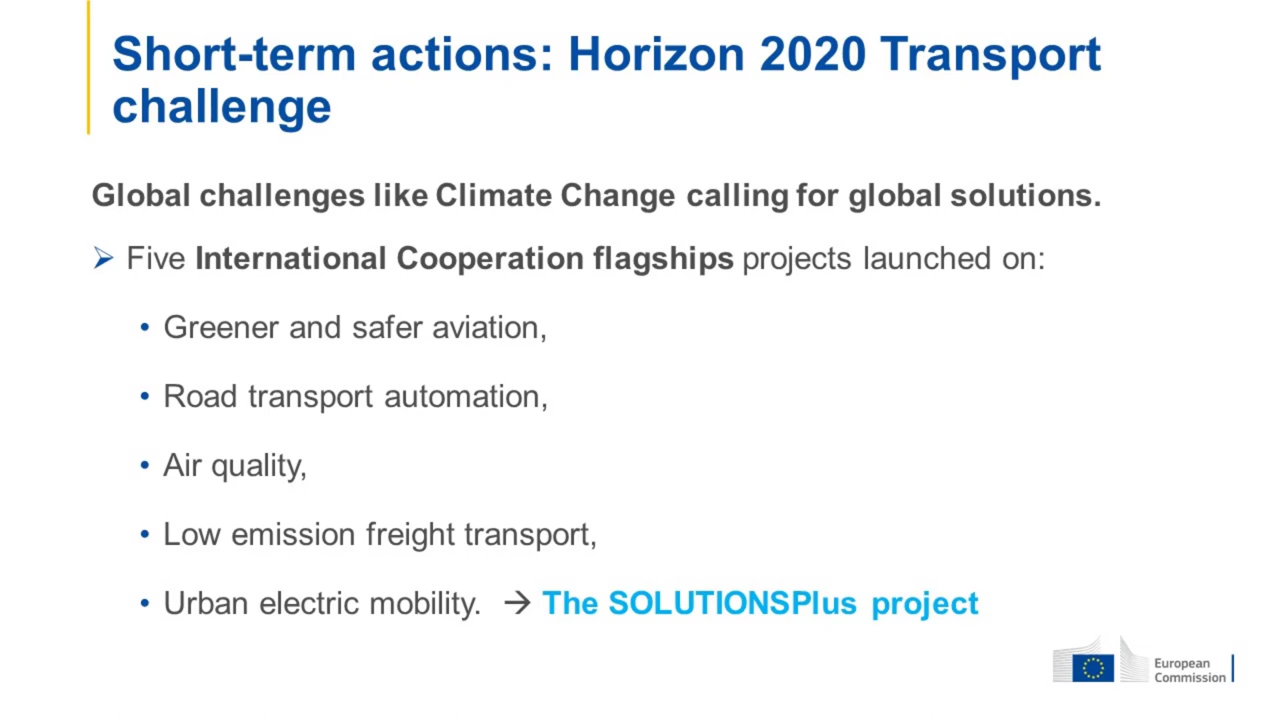 Short-term actions: Horizon 2020 Transport
challenge
Global challenges like Climate Change calling for global solutions.
➢ Five International Cooperation flagships projects launched on:
• Greener and safer aviation,
• Road transport automation,
• Air quality,
• Low emission freight transport,
• Urban electric mobility. → The SOLUTIONSPlus project
European
Commission